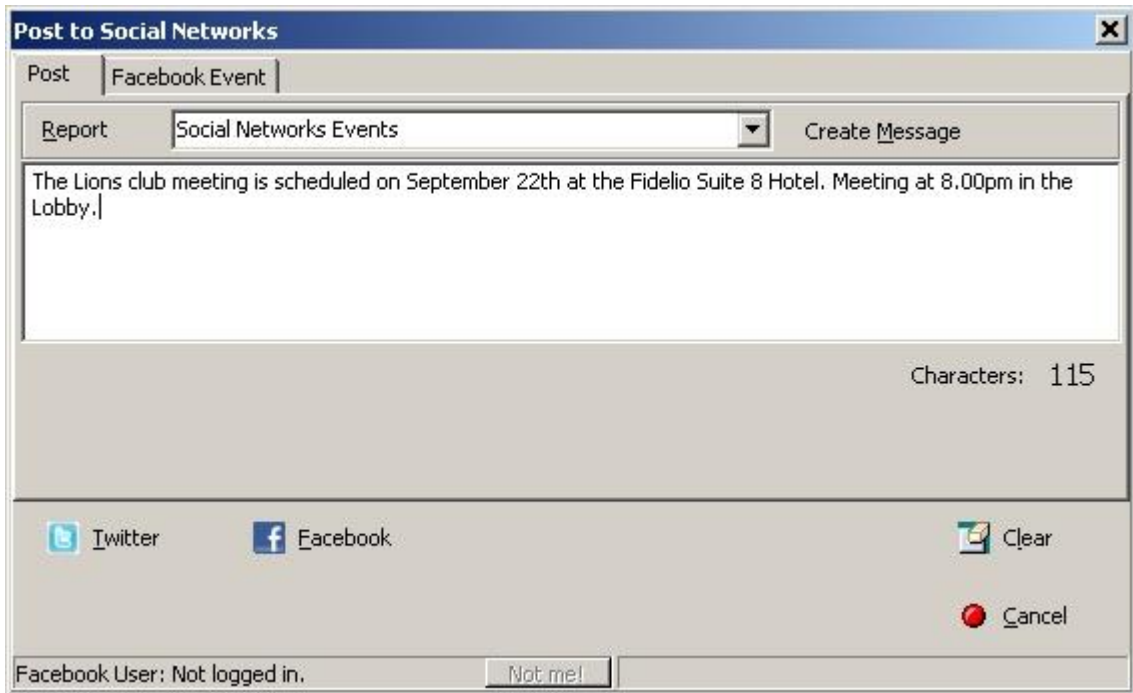 Post to Social Networks
Post
Facebook Event
Report
Social Networks Events
Create Message
The Lions club meeting is scheduled on September 22th at the Fidelio Suite 8 Hotel. Meeting at 8.00pm in the
Lobby.
Characters: 115
Twitter
Facebook
Clear
Cancel
Facebook User: Not logged in.
Not me!